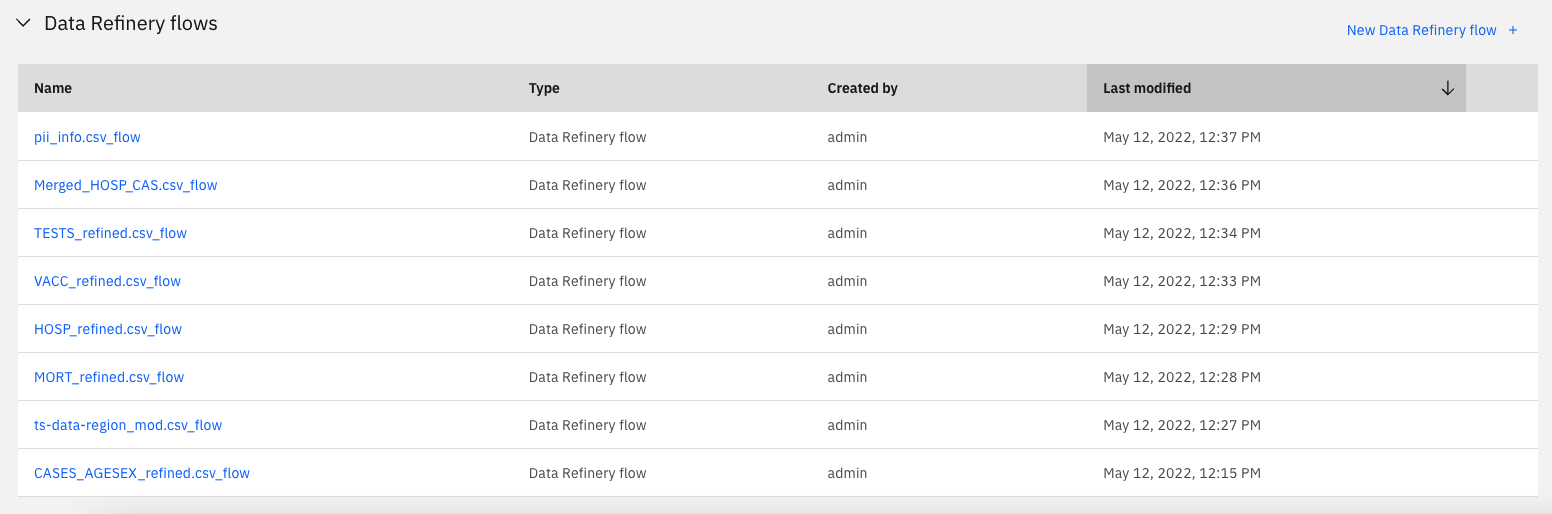 Data Refinery flows
New Data Refinery flow +
Name Type Created by Last modified
pii_info.csv_flow Data Refinery flow admin May 12, 2022, 12:37 PM
Merged_HOSP_CAS.csv_flow Data Refinery flow admin May 12, 2022, 12:36 PM
TESTS_refined.csv_flow Data Refinery flow admin May 12, 2022, 12:34 PM
VACC_refined.csv_flow Data Refinery flow admin May 12, 2022, 12:33 PM
HOSP_refined.csv_flow Data Refinery flow admin May 12, 2022, 12:29 PM
MORT_refined.csv_flow Data Refinery flow admin May 12, 2022, 12:28 PM
ts-data-region_mod.csv_flow Data Refinery flow admin May 12, 2022, 12:27 PM
CASES_AGESEX_refined.csv_flow Data Refinery flow admin May 12, 2022, 12:15 PM